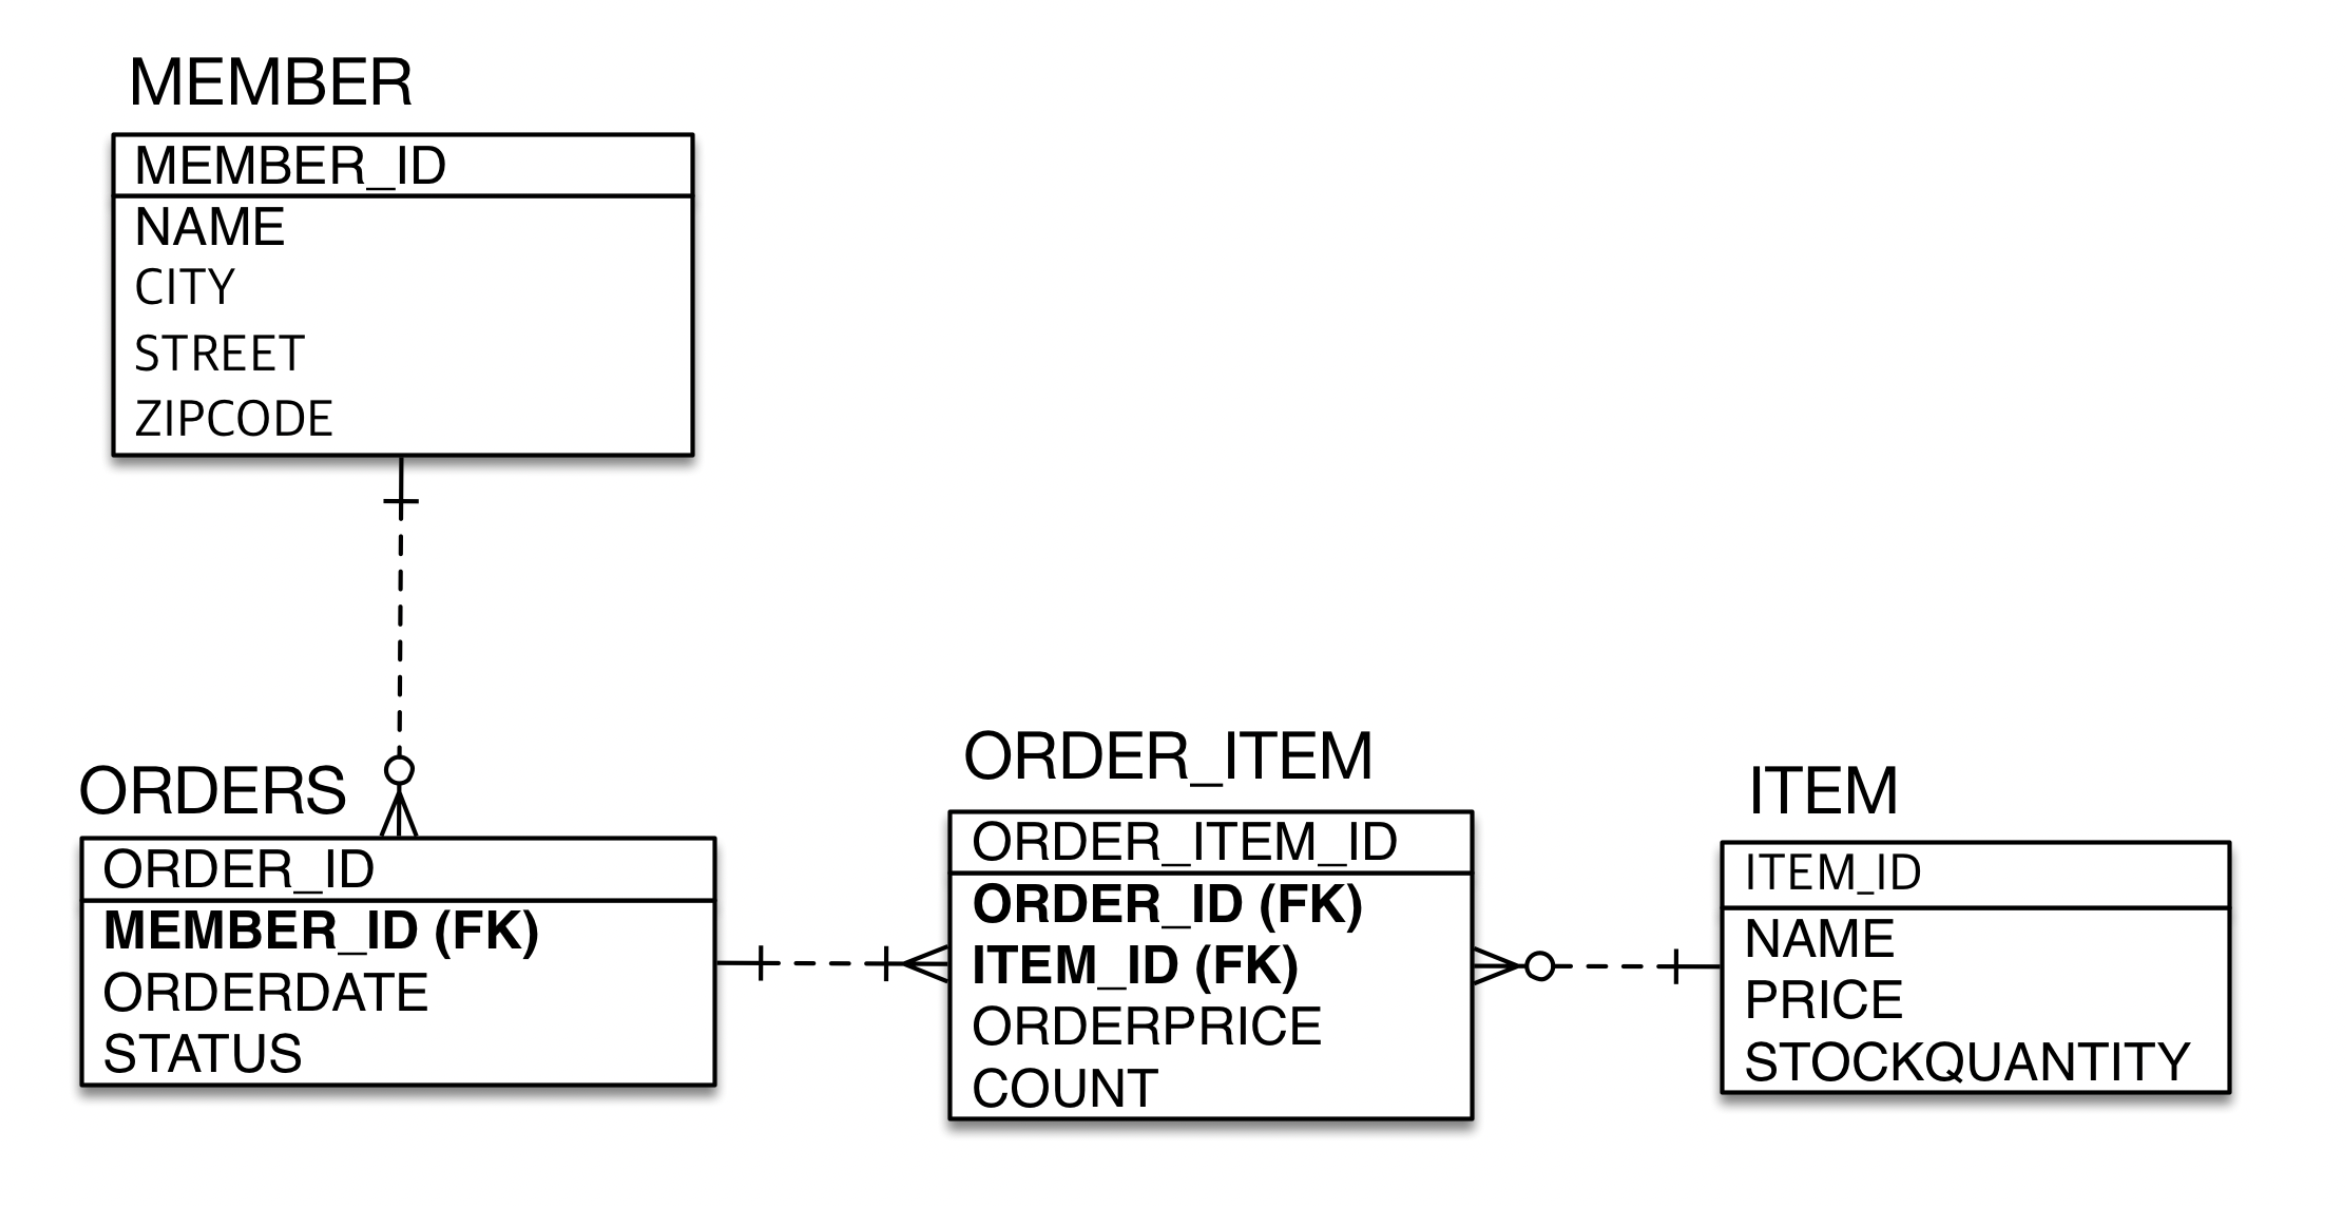 MEMBER
MEMBER_ID
NAME
CITY
STREET
ZIPCODE
ORDERS
ORDER_ID
MEMBER_ID (FK)
ORDERDATE
STATUS
ORDER_ITEM
ORDER_ITEM_ID
ORDER_ID (FK)
ITEM_ID (FK)
ORDERPRICE
COUNT
ITEM
ITEM_ID
NAME
PRICE
STOCKQUANTITY